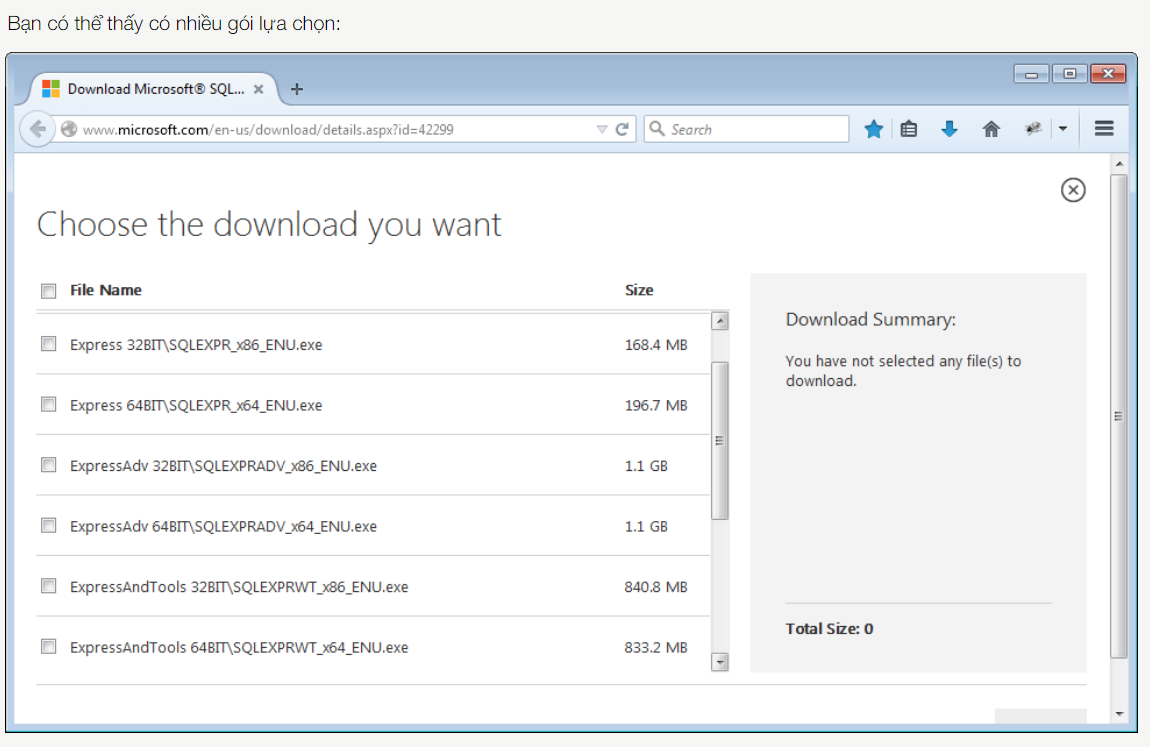 Bạn có thể thấy có nhiều gói lựa chọn:
Download Microsoft® SQL...
www.microsoft.com/en-us/download/details.aspx?id=42299
Search
Choose the download you want
File Name Size
Express 32BIT\SQLEXPR_x86_ENU.exe 168.4 MB
Express 64BIT\SQLEXPR_x64_ENU.exe 196.7 MB
ExpressAdv 32BIT\SQLEXPRADV_x86_ENU.exe 1.1 GB
ExpressAdv 64BIT\SQLEXPRADV_x64_ENU.exe 1.1 GB
ExpressAndTools 32BIT\SQLEXPRWT_x86_ENU.exe 840.8 MB
ExpressAndTools 64BIT\SQLEXPRWT_x64_ENU.exe 833.2 MB
Download Summary:
You have not selected any file(s) to
download.
Total Size: 0